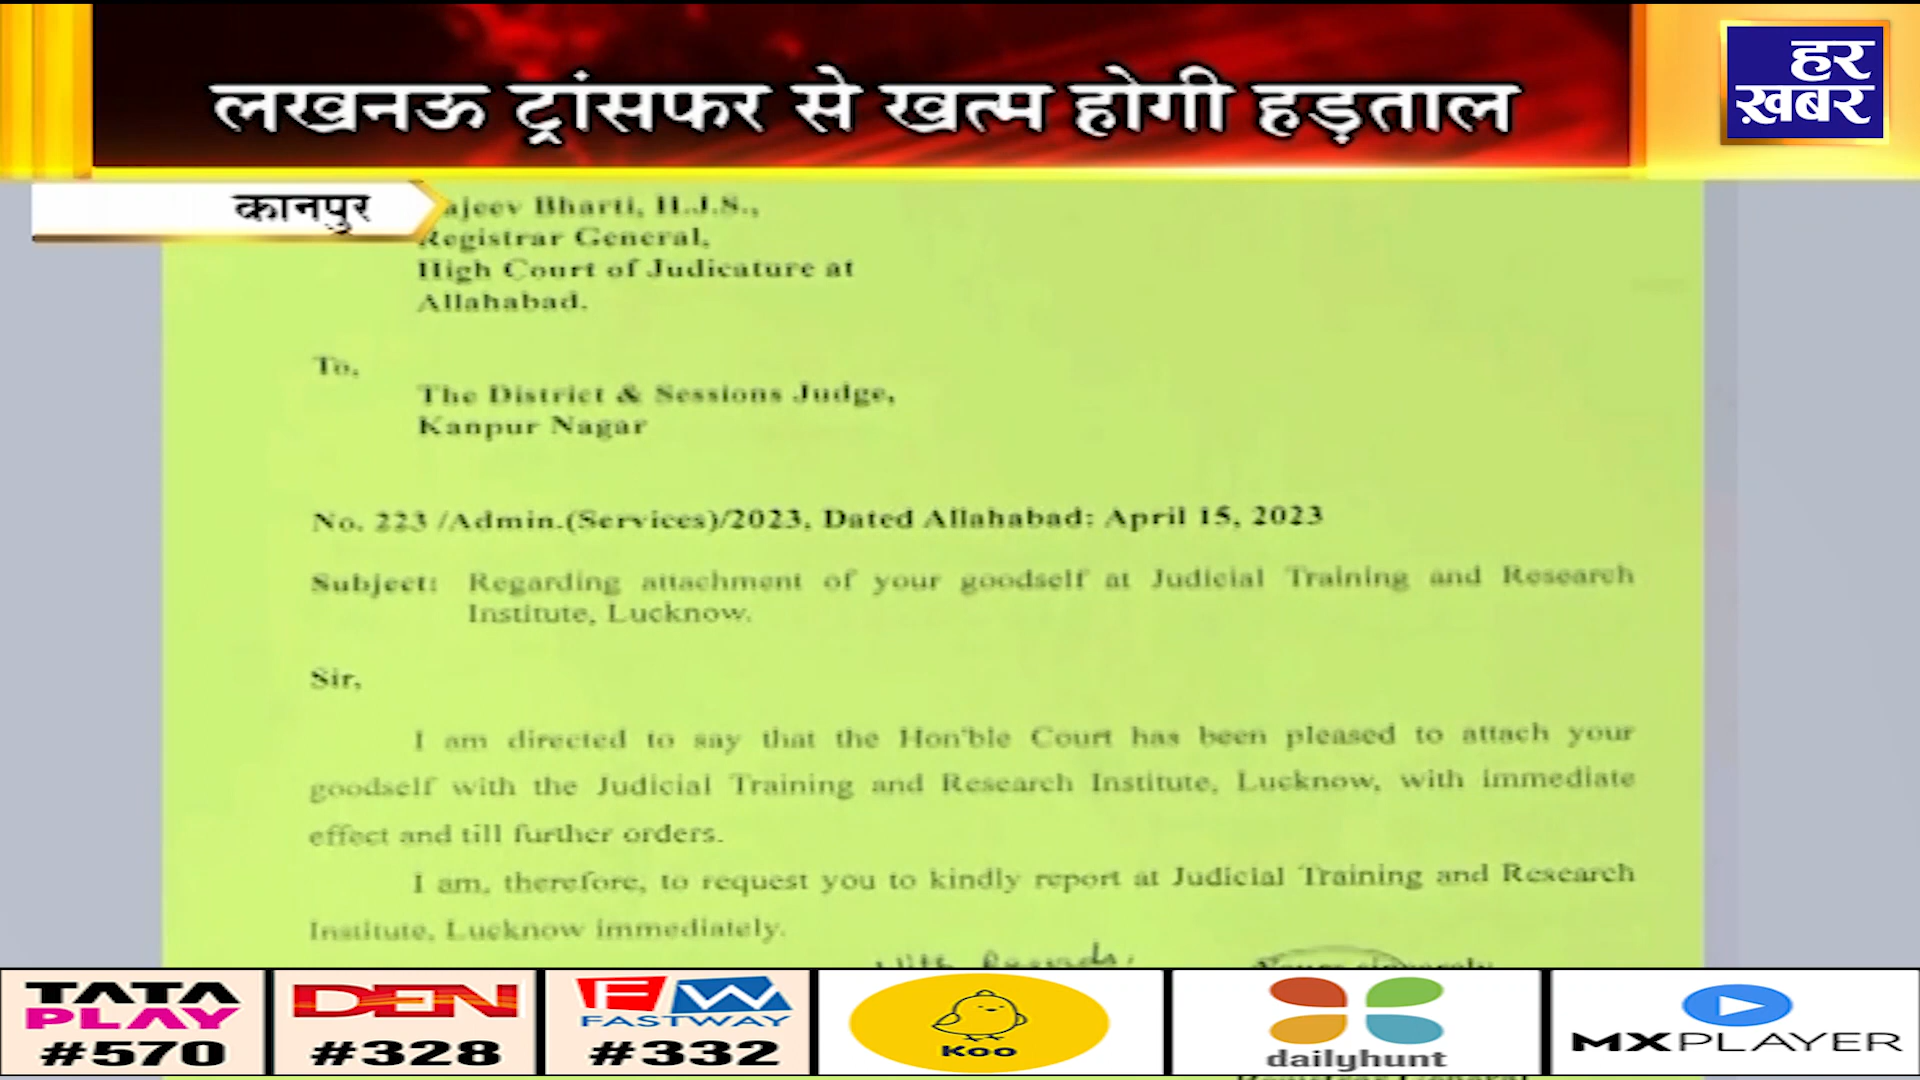 लखनऊ ट्रांसफर से खत्म होगी हड़ताल
हर
ख़बर
कानपुर
ajeev Bharti, H.J.S.,
Registrar General,
High Court of Judicature at
Allahabad.
To,
The District & Sessions Judge,
Kanpur Nagar
No. 223 /Admin.(Services)/2023, Dated Allahabad: April 15, 2023
Subject: Regarding attachment of your goodself at Judicial Training and Research
Institute, Lucknow.
Sir,
I am directed to say that the Hon'ble Court has been pleased to attach your
goodself with the Judicial Training and Research Institute, Lucknow, with immediate
effect and till further orders.
I am, therefore, to request you to kindly report at Judicial Training and Research
Institute, Lucknow immediately.
TATA
PLAY
#570
DEN
#328
FW
FASTWAY
#332
Koo
dailyhunt
MXPLAYER